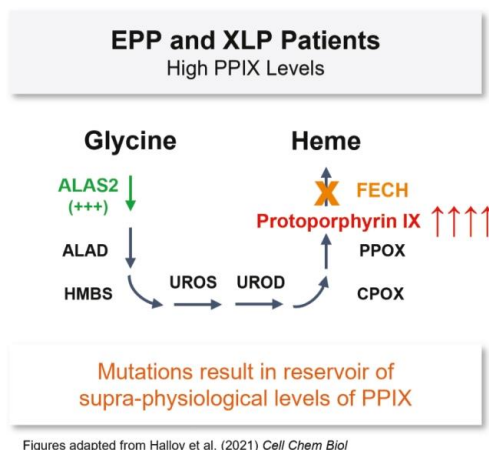 EPP and XLP Patients
High PPIX Levels
Glycine Heme
ALAS2
(+++)
FECH
Protoporphyrin IX
ALAD
PPOX
UROS UROD
HMBS
CPOX
Mutations result in reservoir of
supra-physiological levels of PPIX
Figures adapted from Halloy et al. (2021) Cell Chem Biol